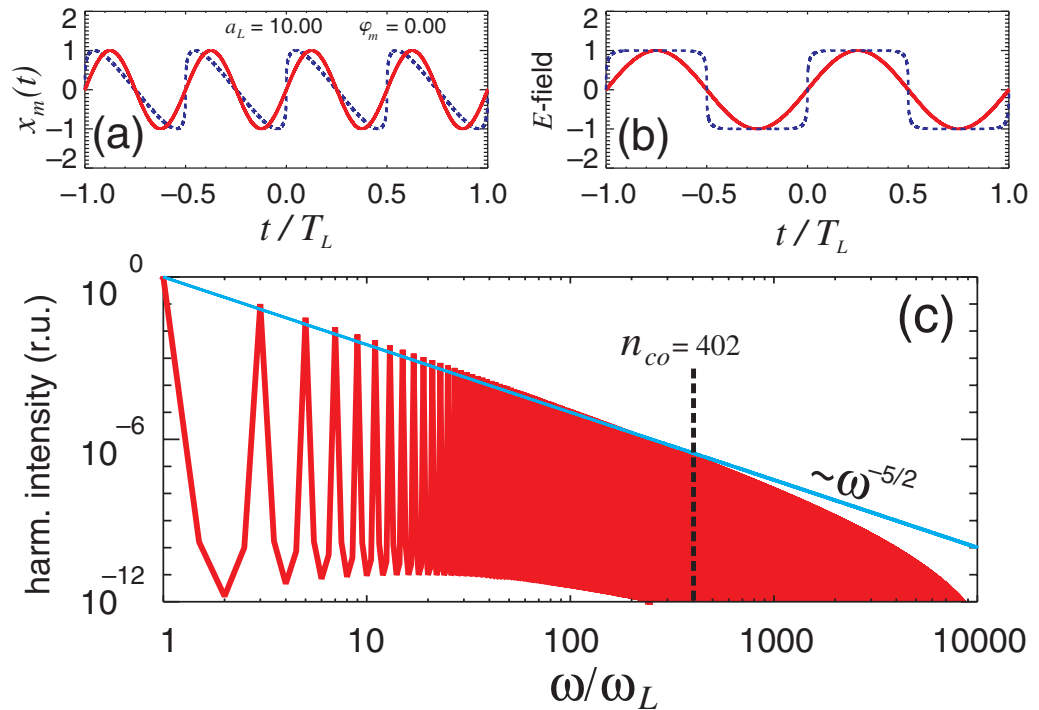 2
1
0
−1
−2
x_m(t)
a_L = 10.00 φ_m = 0.00
(a)
−1.0 −0.5 0.0 0.5 1.0
t / T_L
2
1
0
−1
−2
E-field
(b)
−1.0 −0.5 0.0 0.5 1.0
t / T_L
10^0
10^−6
10^−12
harm. intensity (r.u.)
(c)
n_co = 402
~ω^−5/2
1 10 100 1000 10000
ω/ω_L